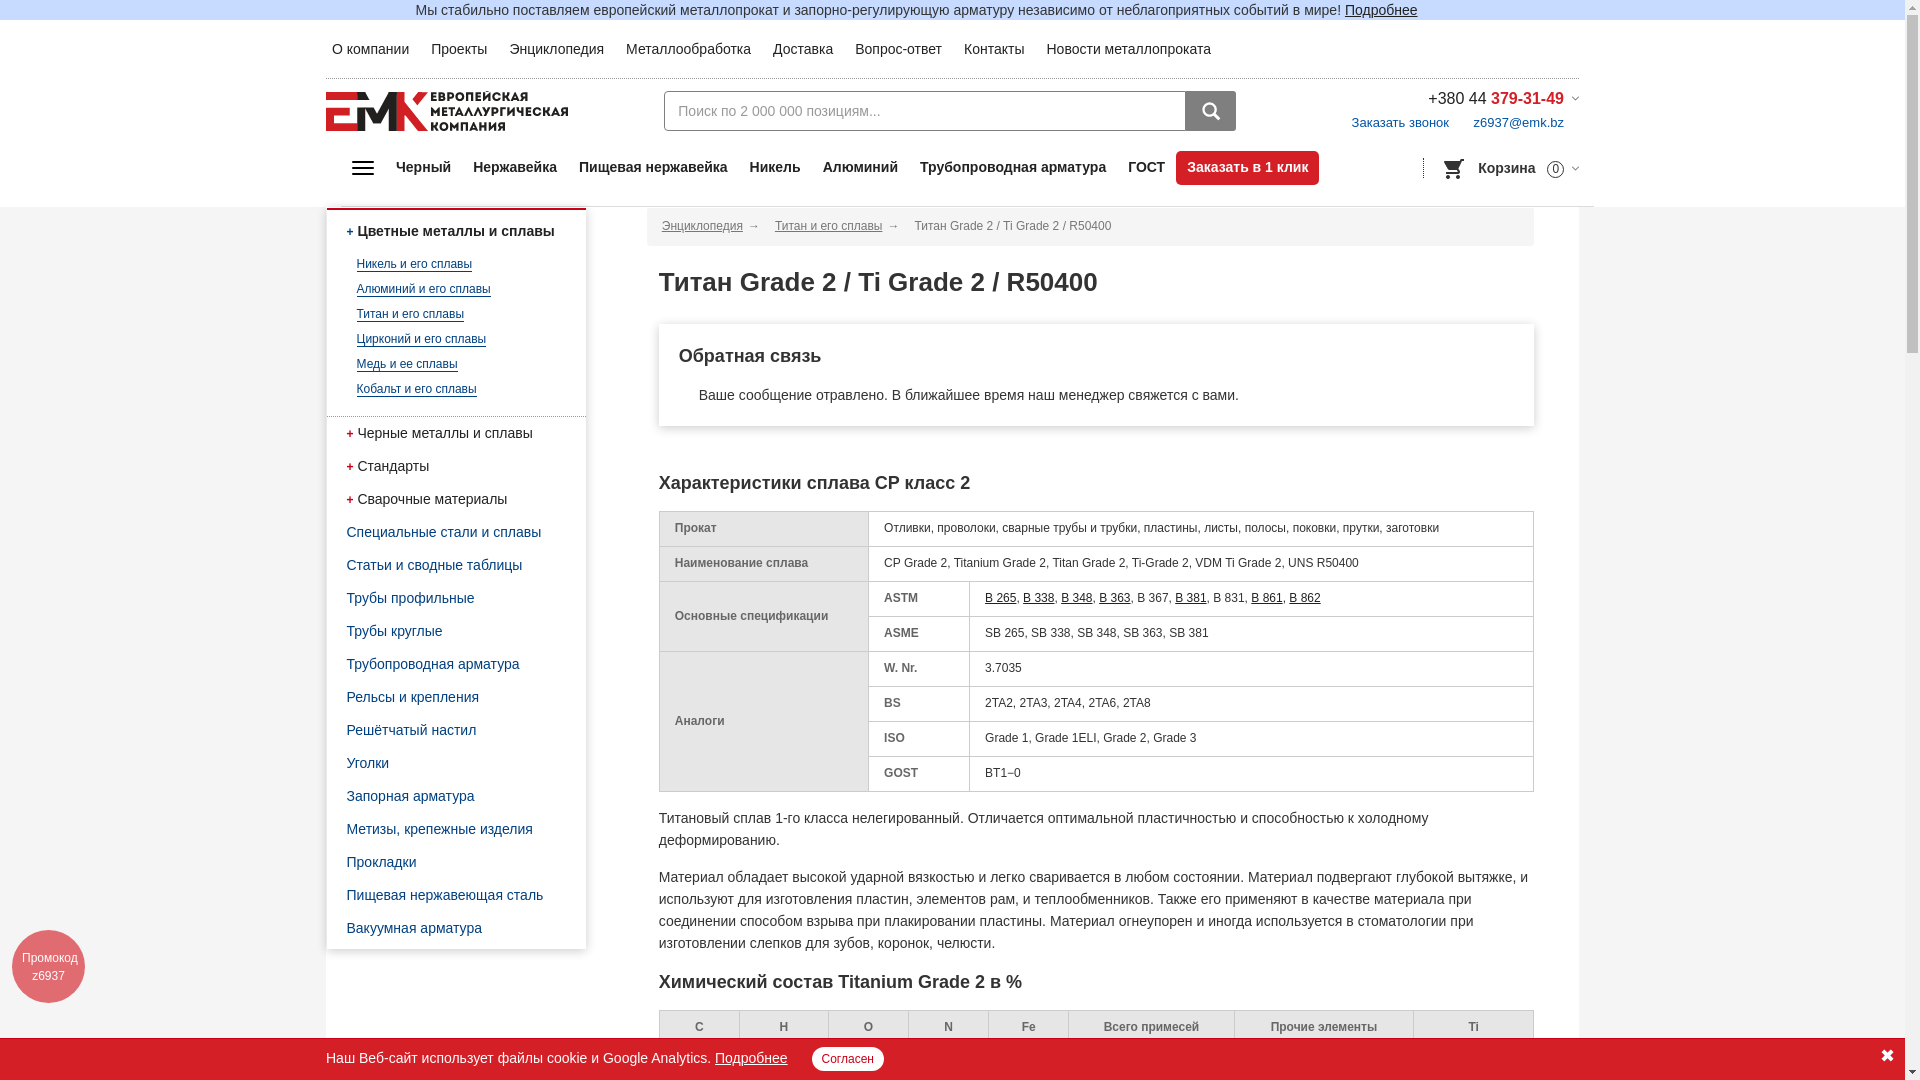 Мы стабильно поставляем европейский металлопрокат и запорно-регулирующую арматуру независимо от неблагоприятных событий в мире! Подробнее
О компании Проекты Энциклопедия Металлообработка Доставка Вопрос-ответ Контакты Новости металлопроката
ЕМК ЕВРОПЕЙСКАЯ
МЕТАЛЛУРГИЧЕСКАЯ
КОМПАНИЯ
Поиск по 2 000 000 позициям...
+380 44 379-31-49
Заказать звонок z6937@emk.bz
Черный Нержавейка Пищевая нержавейка Никель Алюминий Трубопроводная арматура ГОСТ Заказать в 1 клик
Корзина 0
+ Цветные металлы и сплавы
Никель и его сплавы
Алюминий и его сплавы
Титан и его сплавы
Цирконий и его сплавы
Медь и ее сплавы
Кобальт и его сплавы
+ Черные металлы и сплавы
+ Стандарты
+ Сварочные материалы
Специальные стали и сплавы
Статьи и сводные таблицы
Трубы профильные
Трубы круглые
Трубопроводная арматура
Рельсы и крепления
Решётчатый настил
Уголки
Запорная арматура
Метизы, крепежные изделия
Прокладки
Пищевая нержавеющая сталь
Вакуумная арматура
Энциклопедия → Титан и его сплавы → Титан Grade 2 / Ti Grade 2 / R50400
Титан Grade 2 / Ti Grade 2 / R50400
Обратная связь
Ваше сообщение отравлено. В ближайшее время наш менеджер свяжется с вами.
Характеристики сплава CP класс 2
Прокат Отливки, проволоки, сварные трубы и трубки, пластины, листы, полосы, поковки, прутки, заготовки
Наименование сплава CP Grade 2, Titanium Grade 2, Titan Grade 2, Ti-Grade 2, VDM Ti Grade 2, UNS R50400
Основные спецификации
ASTM B 265, B 338, B 348, B 363, B 367, B 381, B 831, B 861, B 862
ASME SB 265, SB 338, SB 348, SB 363, SB 381
Аналоги
W. Nr. 3.7035
BS 2TA2, 2TA3, 2TA4, 2TA6, 2TA8
ISO Grade 1, Grade 1ELI, Grade 2, Grade 3
GOST ВТ1−0
Титановый сплав 1-го класса нелегированный. Отличается оптимальной пластичностью и способностью к холодному
деформированию.
Материал обладает высокой ударной вязкостью и легко сваривается в любом состоянии. Материал подвергают глубокой вытяжке, и
используют для изготовления пластин, элементов рам, и теплообменников. Также его применяют в качестве материала при
соединении способом взрыва при плакировании пластины. Материал огнеупорен и иногда используется в стоматологии при
изготовлении слепков для зубов, коронок, челюсти.
Химический состав Titanium Grade 2 в %
C H O N Fe Всего примесей Прочие элементы Ti
Промокод
z6937
Наш Веб-сайт использует файлы cookie и Google Analytics. Подробнее Согласен ✖